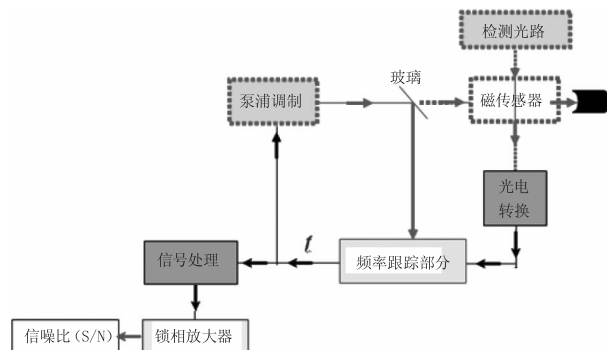 检测光路
玻璃
泵浦调制
磁传感器
光电
转换
t
信号处理
频率跟踪部分
信噪比(S/N)
锁相放大器